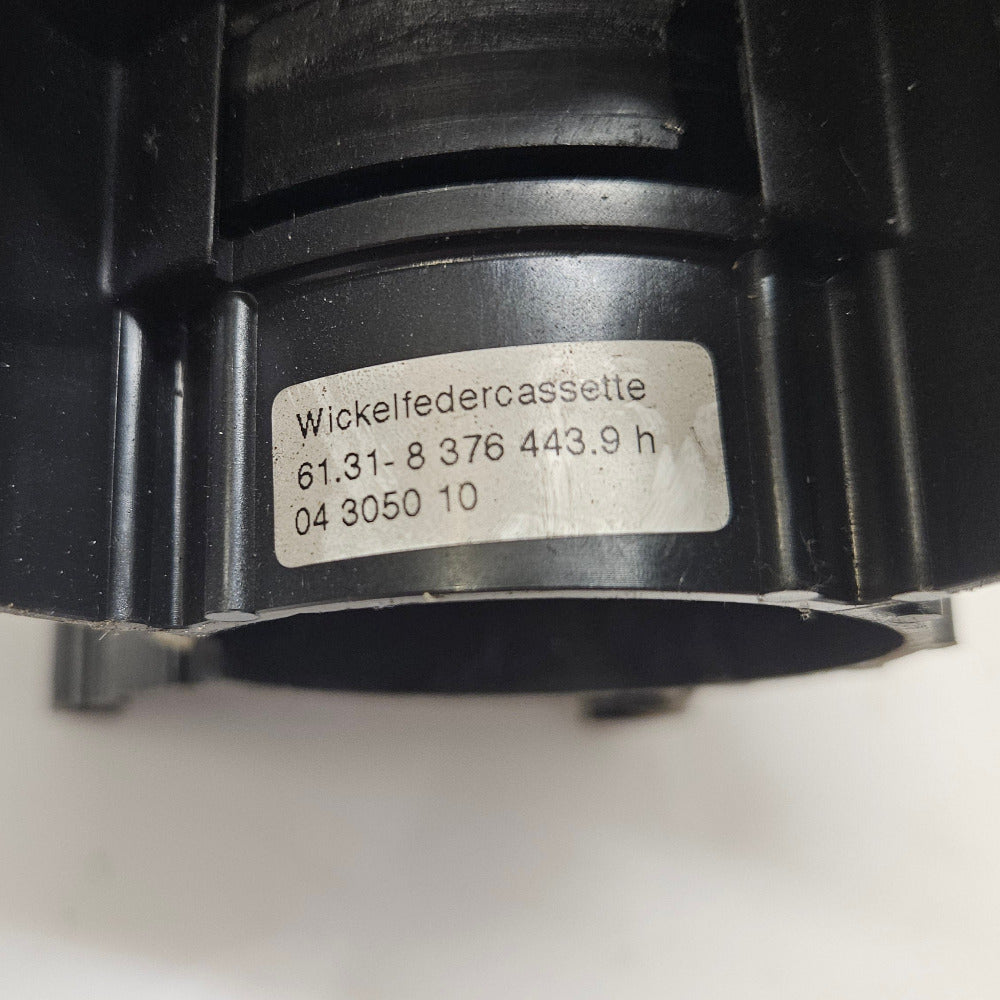 Wickelfedercassette
61.31- 8 376 443.9 h
04 3050 10